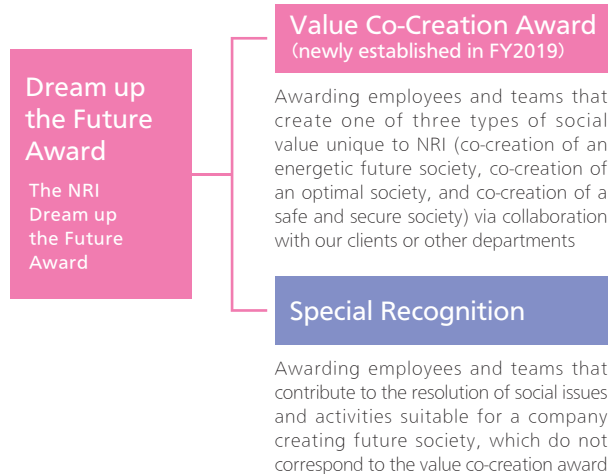 Dream up
the Future
Award
The NRI
Dream up
the Future
Award
Value Co-Creation Award
(newly established in FY2019)
Awarding employees and teams that
create one of three types of social
value unique to NRI (co-creation of an
energetic future society, co-creation of
an optimal society, and co-creation of a
safe and secure society) via collaboration
with our clients or other departments
Special Recognition
Awarding employees and teams that
contribute to the resolution of social issues
and activities suitable for a company
creating future society, which do not
correspond to the value co-creation award